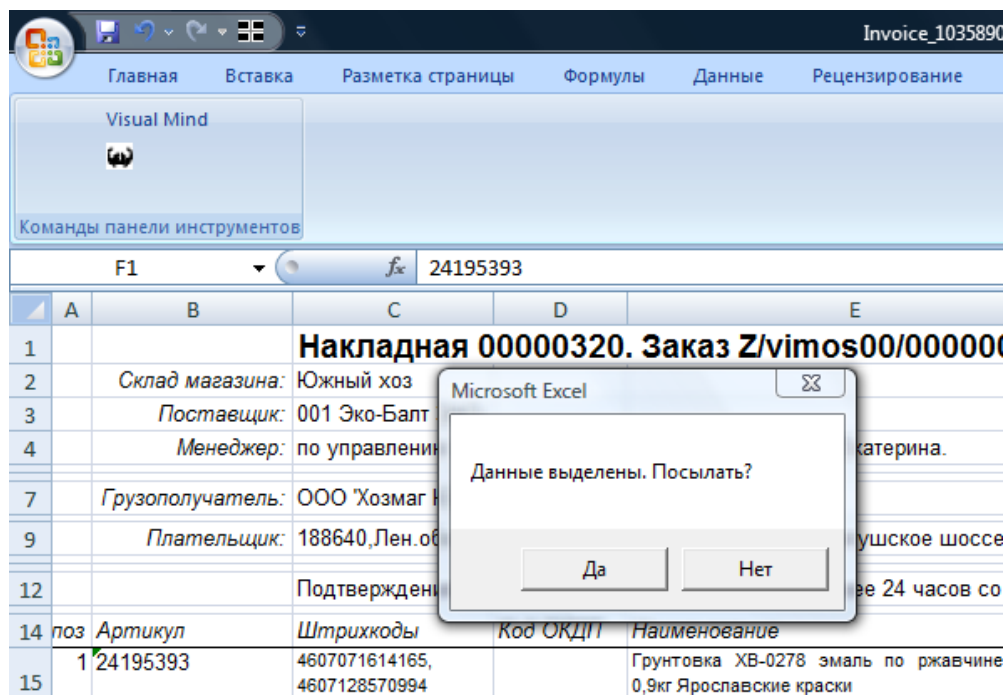 Invoice_1035890
Главная Вставка Разметка страницы Формулы Данные Рецензирование
Visual Mind
Команды панели инструментов
F1 fx 24195393
A B C D E
1 Накладная 00000320. Заказ Z/vimos00/000000
2 Склад магазина: Южный хоз
3 Поставщик: 001 Эко-Балт
4 Менеджер: по управлению катерина.
7 Грузополучатель: ООО "Хозмаг
9 Плательщик: 188640,Лен.об ушское шоссе
12 Подтверждени ее 24 часов со
Microsoft Excel
Данные выделены. Посылать?
Да Нет
14 поз Артикул Штрихкоды Код ОКДП Наименование
15 1 24195393 4607071614165, Грунтовка ХВ-0278 эмаль по ржавчине
4607128570994 0,9кг Ярославские краски